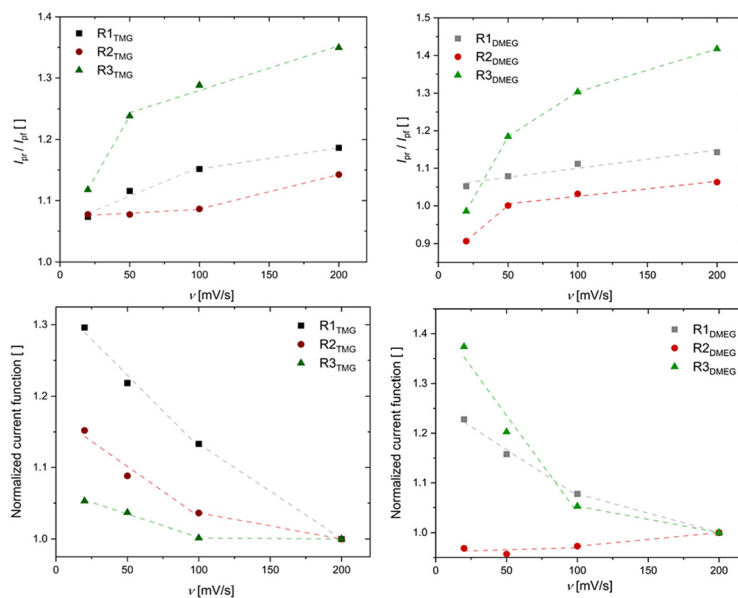 R1TMG
R2TMG
R3TMG
1.4
1.3
1.2
1.1
1.0
Ipr / Ipf [ ]
0 50 100 150 200
ν [mV/s]
R1DMEG
R2DMEG
R3DMEG
1.5
1.4
1.3
1.2
1.1
1.0
0.9
Ipr / Ipf [ ]
0 50 100 150 200
ν [mV/s]
R1TMG
R2TMG
R3TMG
1.3
1.2
1.1
1.0
Normalized current function [ ]
0 50 100 150 200
ν [mV/s]
R1DMEG
R2DMEG
R3DMEG
1.4
1.3
1.2
1.1
1.0
Normalized current function [ ]
0 50 100 150 200
ν [mV/s]